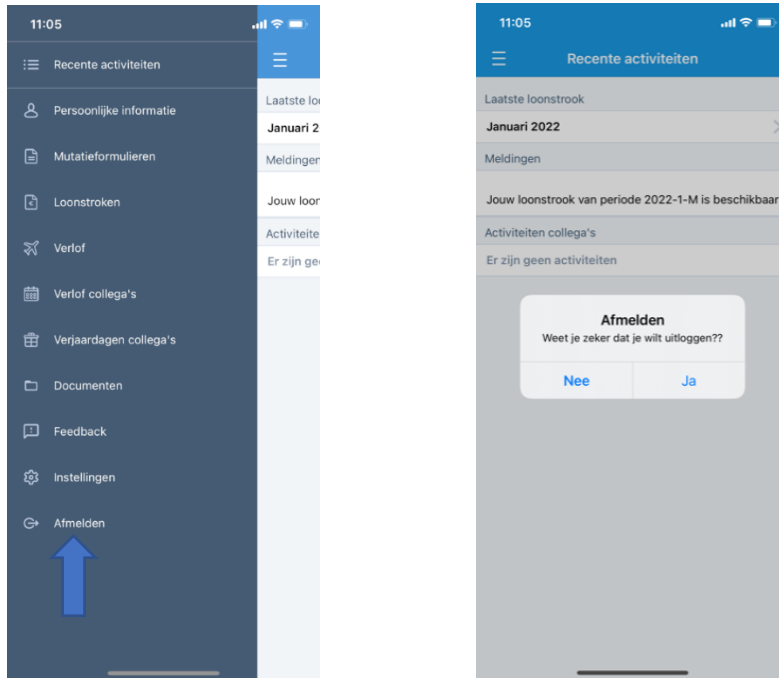 11:05
Recente activiteiten
Persoonlijke informatie
Mutatieformulieren
Loonstroken
Verlof
Verlof collega's
Verjaardagen collega's
Documenten
Feedback
Instellingen
Afmelden
Laatste loo
Januari 2
Meldingen
Jouw loon
Activiteite
Er zijn gee
11:05
Recente activiteiten
Laatste loonstrook
Januari 2022
Meldingen
Jouw loonstrook van periode 2022-1-M is beschikbaar
Activiteiten collega's
Er zijn geen activiteiten
Afmelden
Weet je zeker dat je wilt uitloggen??
Nee Ja